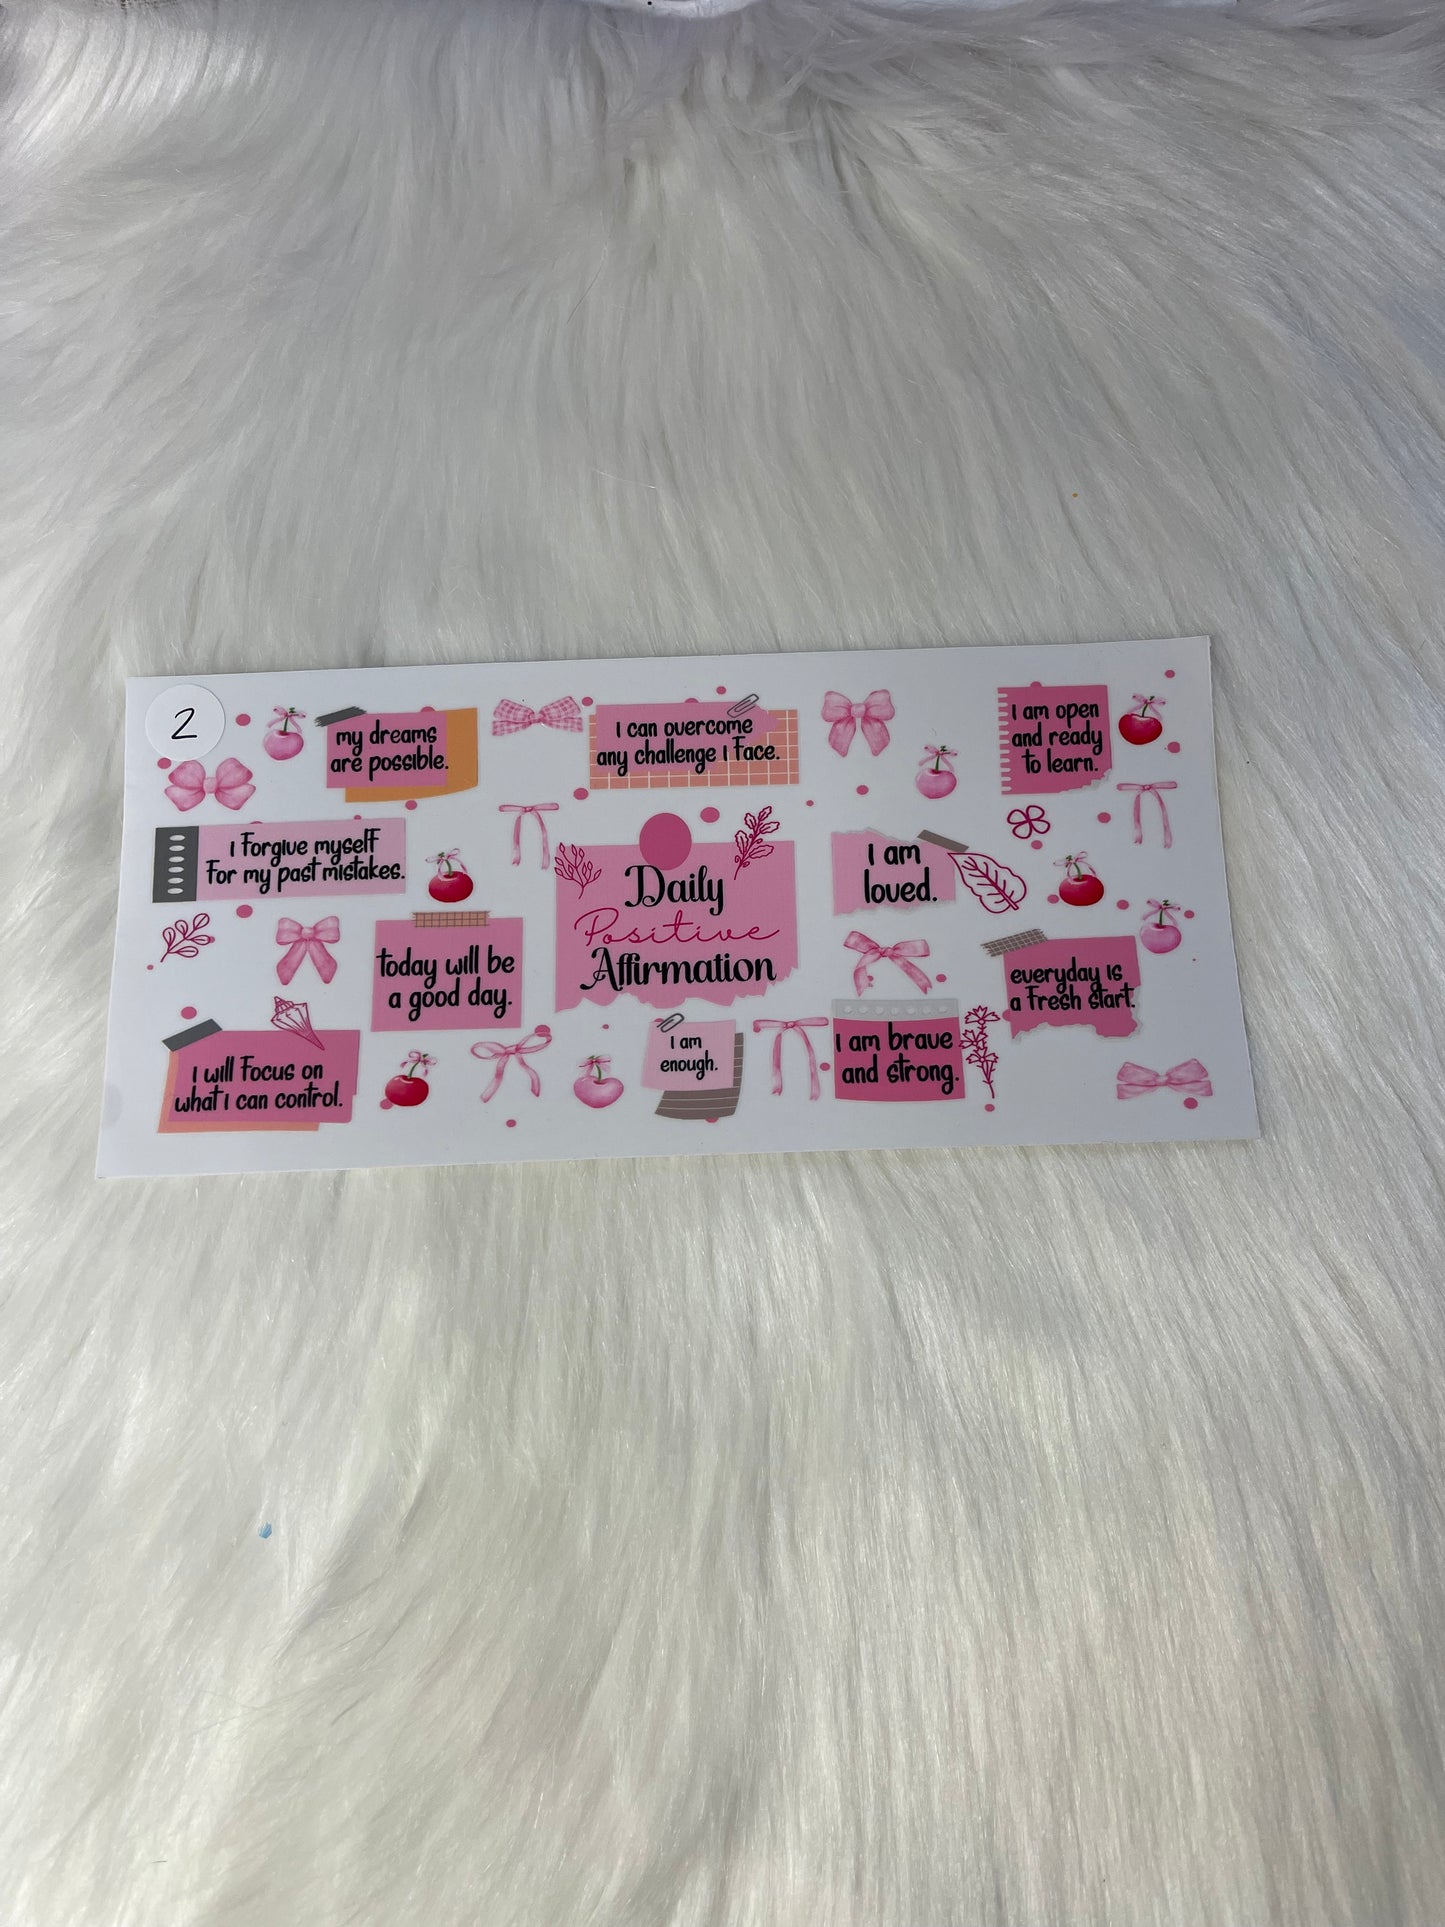 2
my dreams
are possible.
I can overcome
any challenge I Face.
I am open
and ready
to learn.
I Forgive myself
For my past mistakes.
Daily
Positive
Affirmation
I am
loved.
today will be
a good day.
everyday is
a Fresh start.
I will Focus on
what I can control.
I am
enough.
I am brave
and strong.